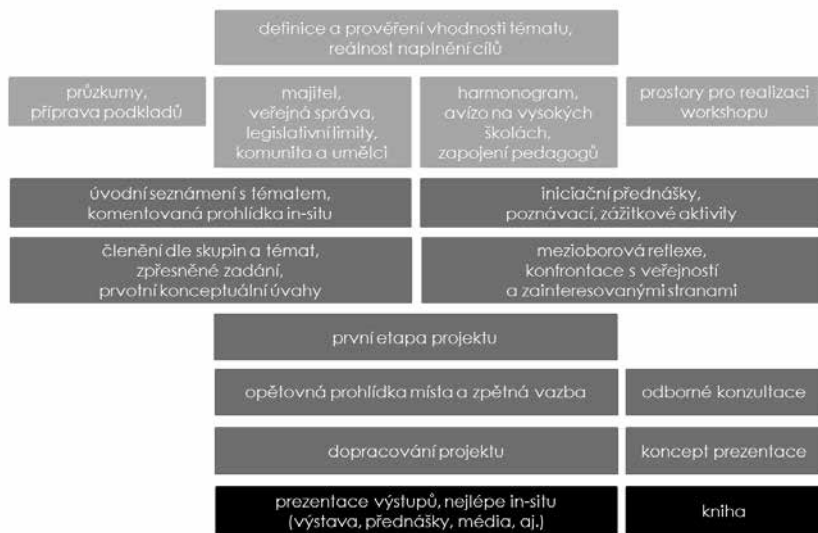 definice a prověření vhodnosti tématu,
reálnost naplnění cílů
průzkumy,
příprava podkladů
majitel,
veřejná správa,
legislativní limity,
komunita a umělci
harmonogram,
avízo na vysokých
školách,
zapojení pedagogů
prostory pro realizaci
workshopu
úvodní seznámení s tématem,
komentovaná prohlídka in-situ
iniciační přednášky,
poznávací, zážitkové aktivity
členění dle skupin a témat,
zpřesněné zadání,
prvotní konceptuální úvahy
mezioborová reflexe,
konfrontace s veřejností
a zainteresovanými stranami
první etapa projektu
opětovná prohlídka místa a zpětná vazba
odborné konzultace
dopracování projektu
koncept prezentace
prezentace výstupů, nejlépe in-situ
(výstava, přednášky, média, aj.)
kniha